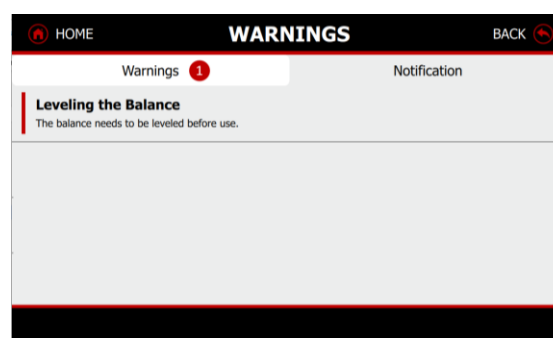 HOME WARNINGS BACK
Warnings 1 Notification
Leveling the Balance
The balance needs to be leveled before use.